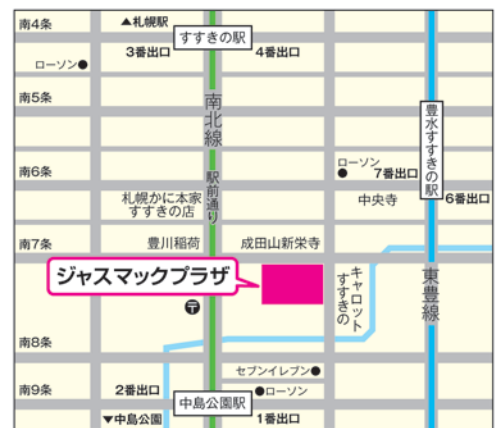 南4条
▲札幌駅
すすきの駅
3番出口
4番出口
ローソン●
南5条
南北線
豊水すすきの駅
南6条
駅前通り
ローソン
●
7番出口
札幌かに本家
すすきの店
中央寺
6番出口
南7条
豊川稲荷
成田山新栄寺
ジャスマックプラザ
キャロット
すすきの
東豊線
〒
南8条
セブンイレブン●
南9条
2番出口
●ローソン
中島公園駅
▼中島公園
1番出口